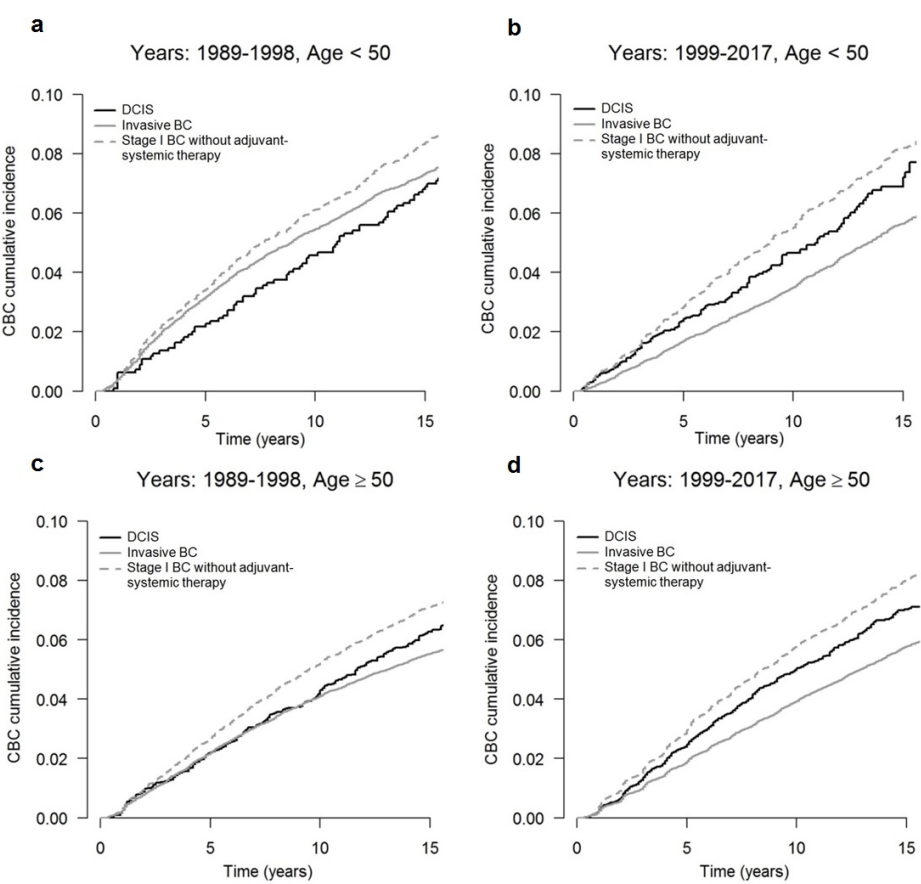 a
Years: 1989-1998, Age < 50
DCIS
Invasive BC
Stage I BC without adjuvant-
systemic therapy
CBC cumulative incidence
0.10
0.08
0.06
0.04
0.02
0.00
0 5 10 15
Time (years)
b
Years: 1999-2017, Age < 50
DCIS
Invasive BC
Stage I BC without adjuvant-
systemic therapy
CBC cumulative incidence
0.10
0.08
0.06
0.04
0.02
0.00
0 5 10 15
Time (years)
c
Years: 1989-1998, Age ≥ 50
DCIS
Invasive BC
Stage I BC without adjuvant-
systemic therapy
CBC cumulative incidence
0.10
0.08
0.06
0.04
0.02
0.00
0 5 10 15
Time (years)
d
Years: 1999-2017, Age ≥ 50
DCIS
Invasive BC
Stage I BC without adjuvant-
systemic therapy
CBC cumulative incidence
0.10
0.08
0.06
0.04
0.02
0.00
0 5 10 15
Time (years)